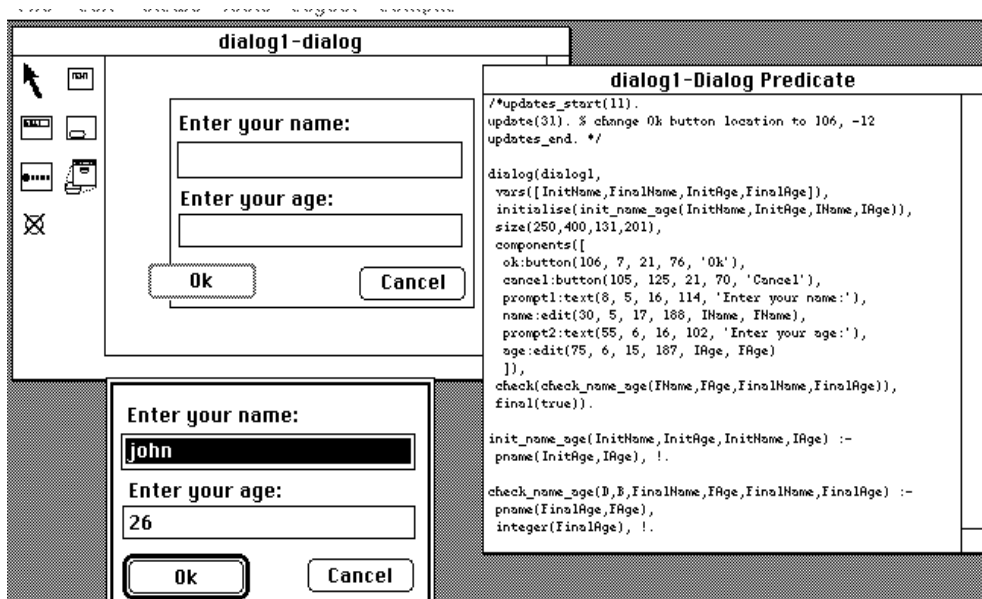 dialog1-dialog
TEXT
Enter your name:
Enter your age:
Ok
Cancel
dialog1-Dialog Predicate
/*updates_start(11).
update(31). % change Ok button location to 106, -12
updates_end. */
dialog(dialog1,
vars([InitName,FinalName,InitAge,FinalAge]),
initialise(init_name_age(InitName,InitAge,IName,IAge)),
size(250,400,131,201),
components([
ok:button(106, 7, 21, 76, 'Ok'),
cancel:button(105, 125, 21, 70, 'Cancel'),
prompt1:text(8, 5, 16, 114, 'Enter your name:'),
name:edit(30, 5, 17, 188, IName, FName),
prompt2:text(55, 6, 16, 102, 'Enter your age:'),
age:edit(75, 6, 15, 187, IAge, FAge)
]),
check(check_name_age(FName,FAge,FinalName,FinalAge)),
final(true)).
init_name_age(InitName,InitAge,InitName,IAge) :-
pname(InitAge,IAge), !.
check_name_age(D,B,FinalName,FAge,FinalName,FinalAge) :-
pname(FinalAge,FAge),
integer(FinalAge), !.
Enter your name:
john
Enter your age:
26
Ok
Cancel